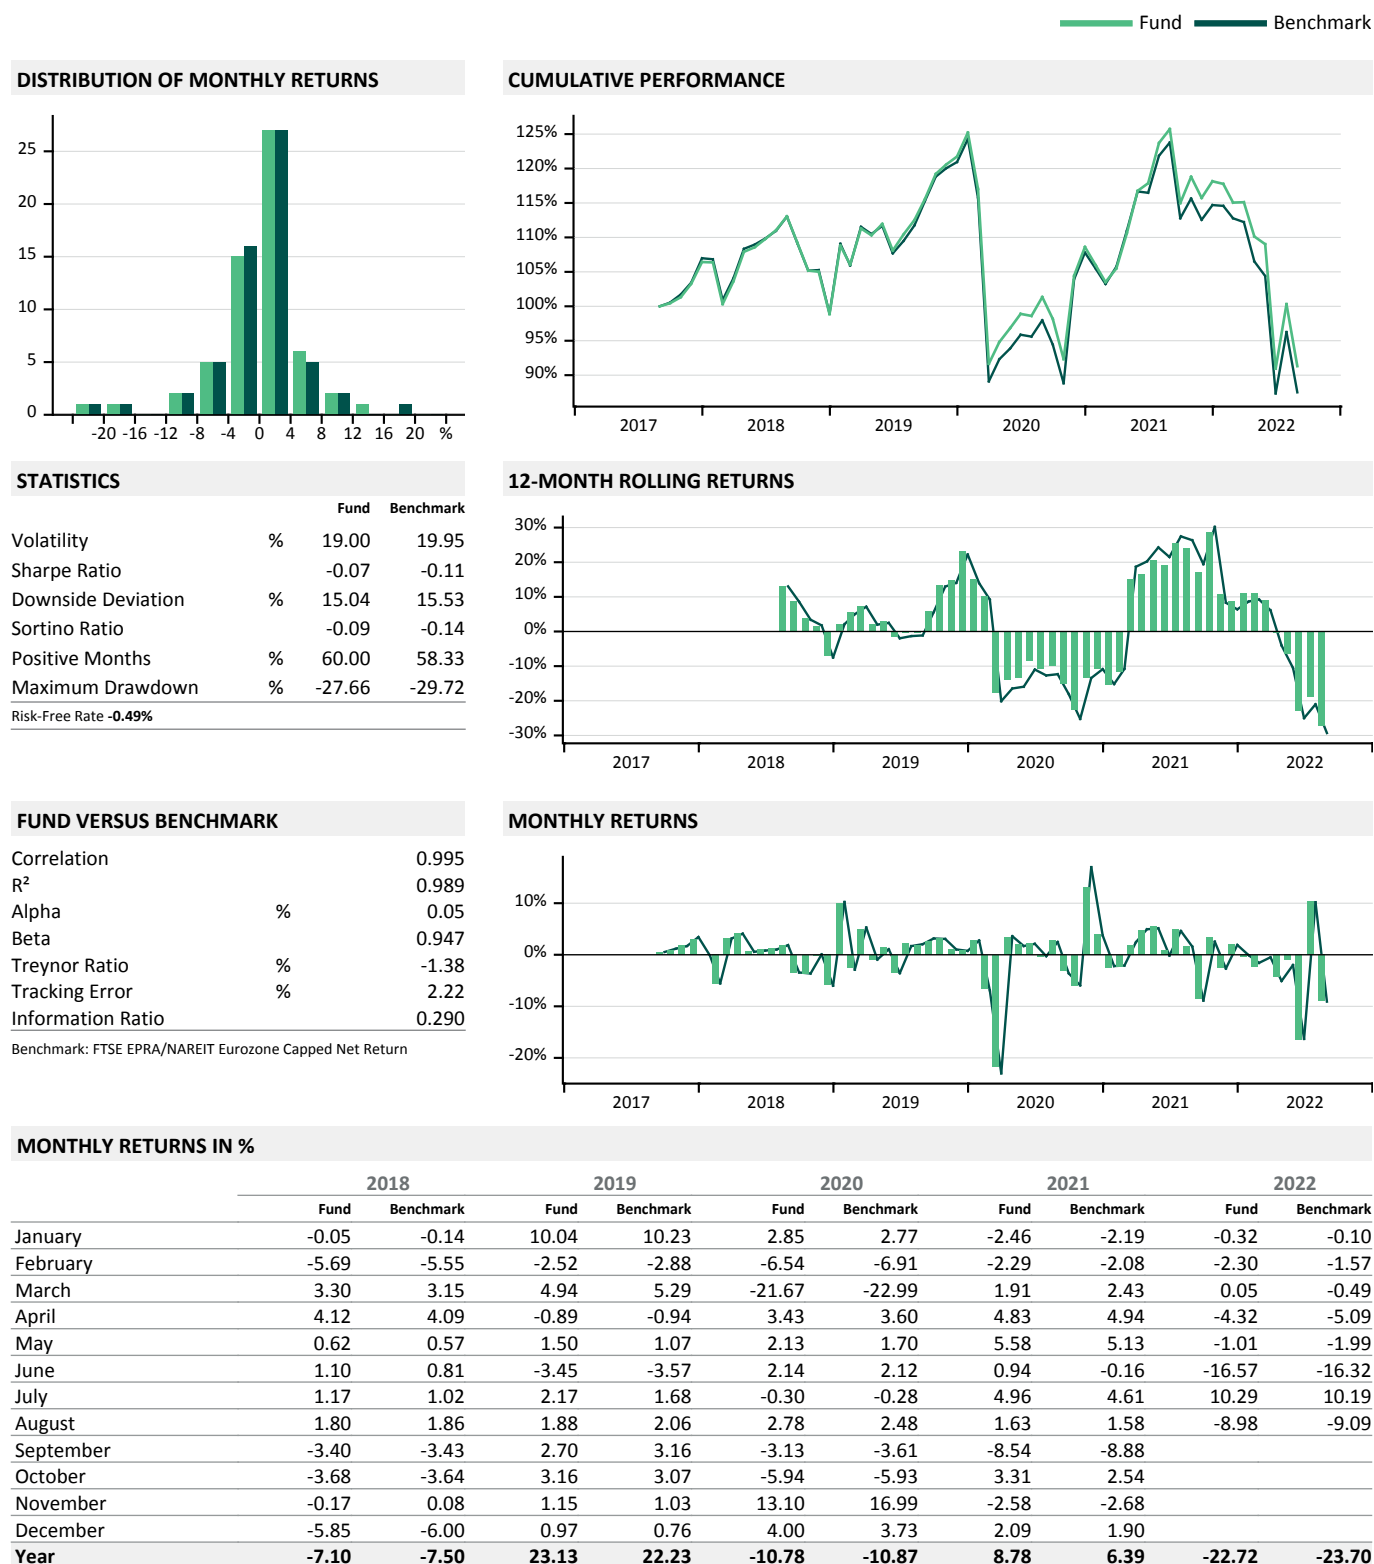 Fund Benchmark
DISTRIBUTION OF MONTHLY RETURNS
25
20
15
10
5
0
-20 -16 -12 -8 -4 0 4 8 12 16 20 %
CUMULATIVE PERFORMANCE
125%
120%
115%
110%
105%
100%
95%
90%
2017 2018 2019 2020 2021 2022
STATISTICS
Fund Benchmark
Volatility % 19.00 19.95
Sharpe Ratio -0.07 -0.11
Downside Deviation % 15.04 15.53
Sortino Ratio -0.09 -0.14
Positive Months % 60.00 58.33
Maximum Drawdown % -27.66 -29.72
Risk-Free Rate -0.49%
12-MONTH ROLLING RETURNS
30%
20%
10%
0%
-10%
-20%
-30%
2017 2018 2019 2020 2021 2022
FUND VERSUS BENCHMARK
Correlation 0.995
R² 0.989
Alpha % 0.05
Beta 0.947
Treynor Ratio % -1.38
Tracking Error % 2.22
Information Ratio 0.290
Benchmark: FTSE EPRA/NAREIT Eurozone Capped Net Return
MONTHLY RETURNS
10%
0%
-10%
-20%
2017 2018 2019 2020 2021 2022
MONTHLY RETURNS IN %
2018 2019 2020 2021 2022
Fund Benchmark Fund Benchmark Fund Benchmark Fund Benchmark Fund Benchmark
January -0.05 -0.14 10.04 10.23 2.85 2.77 -2.46 -2.19 -0.32 -0.10
February -5.69 -5.55 -2.52 -2.88 -6.54 -6.91 -2.29 -2.08 -2.30 -1.57
March 3.30 3.15 4.94 5.29 -21.67 -22.99 1.91 2.43 0.05 -0.49
April 4.12 4.09 -0.89 -0.94 3.43 3.60 4.83 4.94 -4.32 -5.09
May 0.62 0.57 1.50 1.07 2.13 1.70 5.58 5.13 -1.01 -1.99
June 1.10 0.81 -3.45 -3.57 2.14 2.12 0.94 -0.16 -16.57 -16.32
July 1.17 1.02 2.17 1.68 -0.30 -0.28 4.96 4.61 10.29 10.19
August 1.80 1.86 1.88 2.06 2.78 2.48 1.63 1.58 -8.98 -9.09
September -3.40 -3.43 2.70 3.16 -3.13 -3.61 -8.54 -8.88
October -3.68 -3.64 3.16 3.07 -5.94 -5.93 3.31 2.54
November -0.17 0.08 1.15 1.03 13.10 16.99 -2.58 -2.68
December -5.85 -6.00 0.97 0.76 4.00 3.73 2.09 1.90
Year -7.10 -7.50 23.13 22.23 -10.78 -10.87 8.78 6.39 -22.72 -23.70